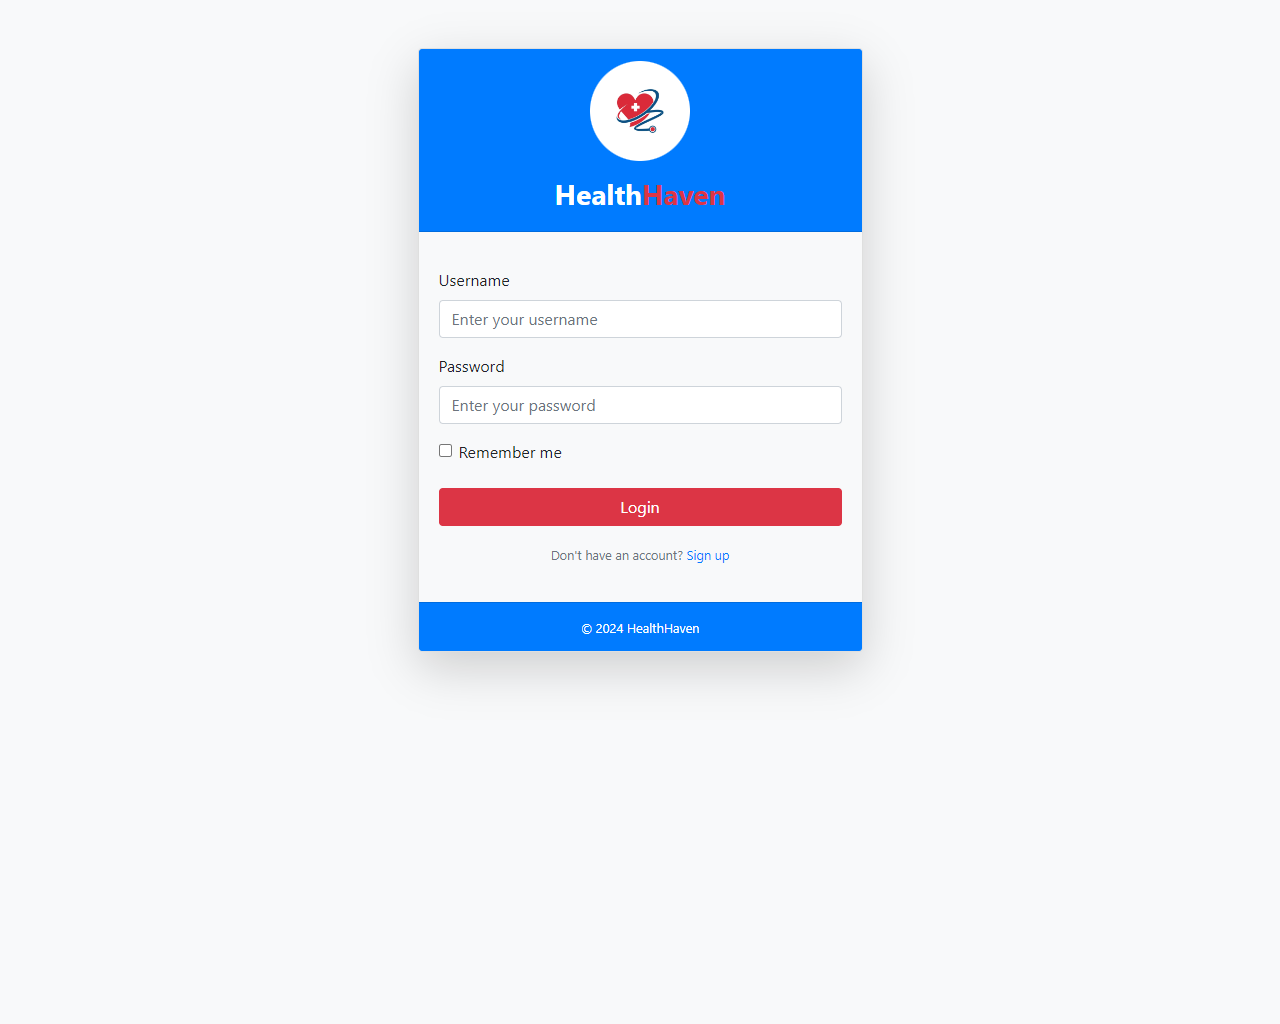 HealthHaven
Username
Enter your username
Password
Enter your password
Remember me
Login
Don't have an account? Sign up
© 2024 HealthHaven